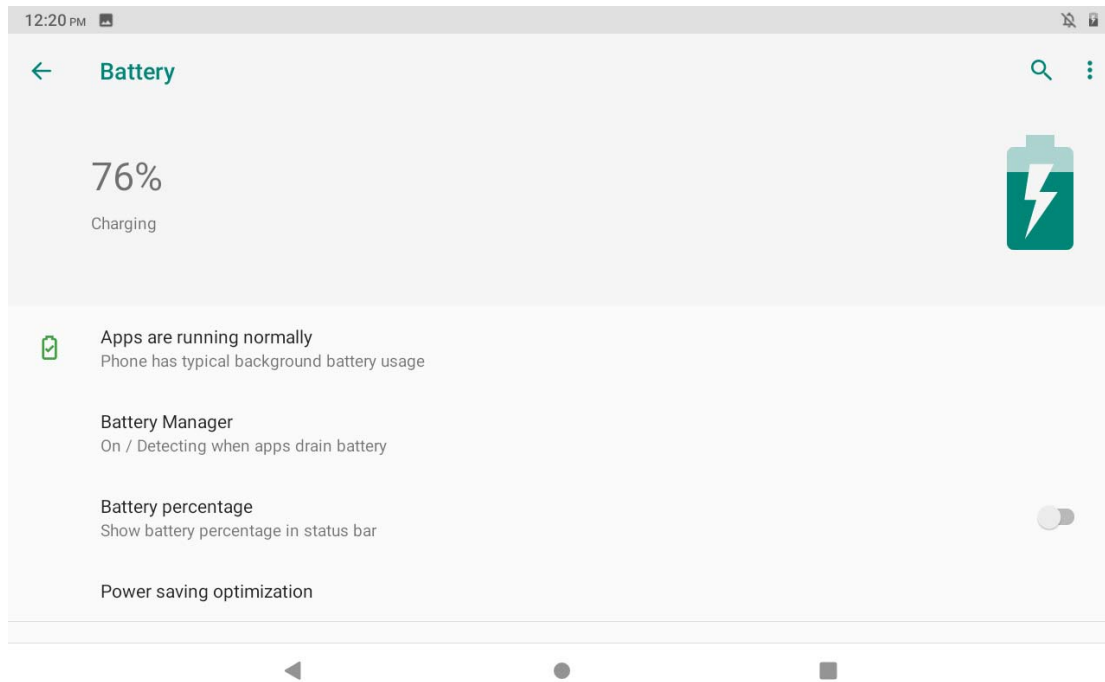 12:20 PM
Battery
76%
Charging
Apps are running normally
Phone has typical background battery usage
Battery Manager
On / Detecting when apps drain battery
Battery percentage
Show battery percentage in status bar
Power saving optimization